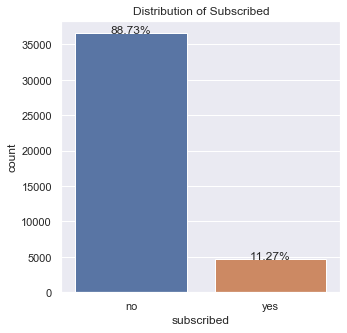 Distribution of Subscribed
88.73%
35000
30000
25000
20000
15000
10000
5000
0
11.27%
no
yes
count
subscribed